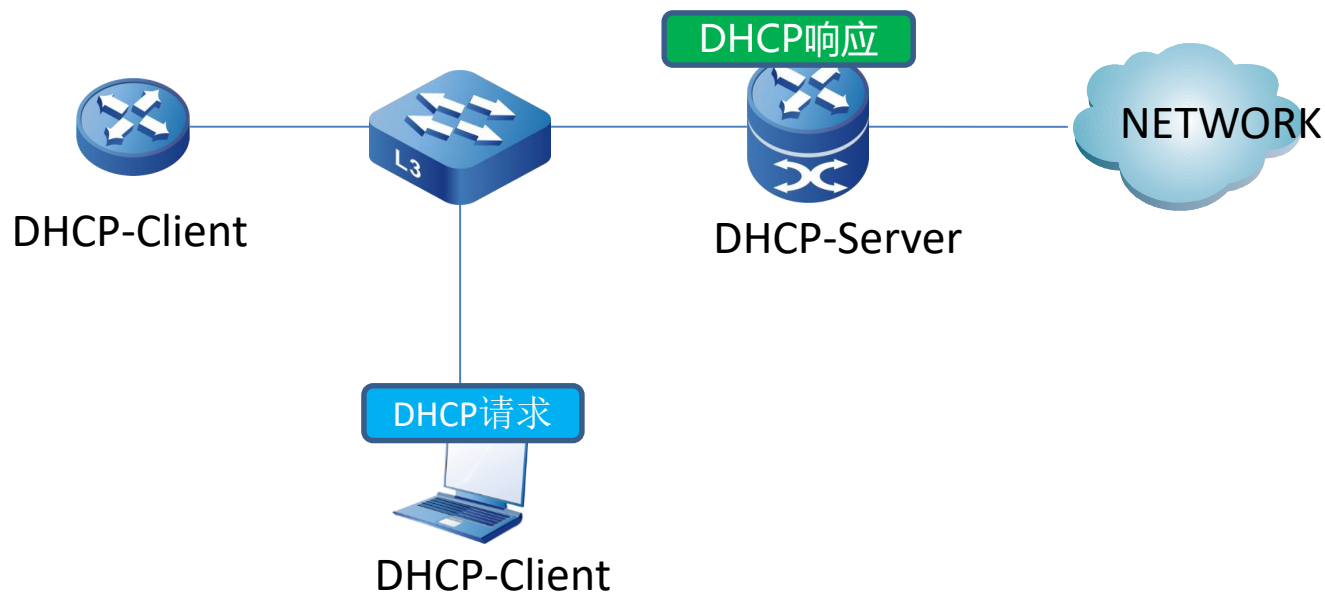 DHCP响应
NETWORK
L3
DHCP-Client
DHCP-Server
DHCP请求
DHCP-Client